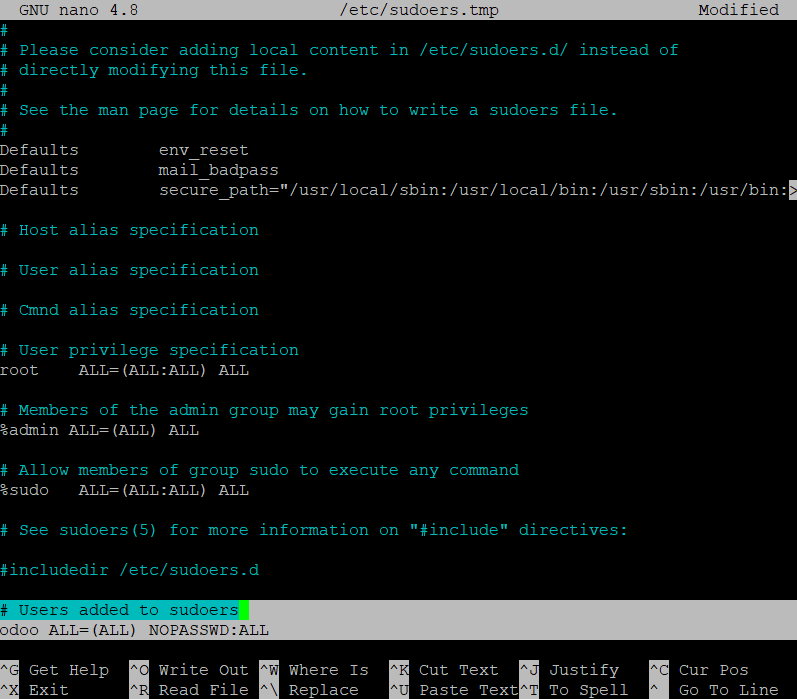 GNU nano 4.8 /etc/sudoers.tmp Modified
#
# Please consider adding local content in /etc/sudoers.d/ instead of
# directly modifying this file.
#
# See the man page for details on how to write a sudoers file.
#
Defaults env_reset
Defaults mail_badpass
Defaults secure_path="/usr/local/sbin:/usr/local/bin:/usr/sbin:/usr/bin:>
# Host alias specification
# User alias specification
# Cmnd alias specification
# User privilege specification
root ALL=(ALL:ALL) ALL
# Members of the admin group may gain root privileges
%admin ALL=(ALL) ALL
# Allow members of group sudo to execute any command
%sudo ALL=(ALL:ALL) ALL
# See sudoers(5) for more information on "#include" directives:
#includedir /etc/sudoers.d
# Users added to sudoers
odoo ALL=(ALL) NOPASSWD:ALL
^G Get Help ^O Write Out ^W Where Is ^K Cut Text ^J Justify ^C Cur Pos
^X Exit ^R Read File ^\ Replace ^U Paste Text^T To Spell ^_ Go To Line